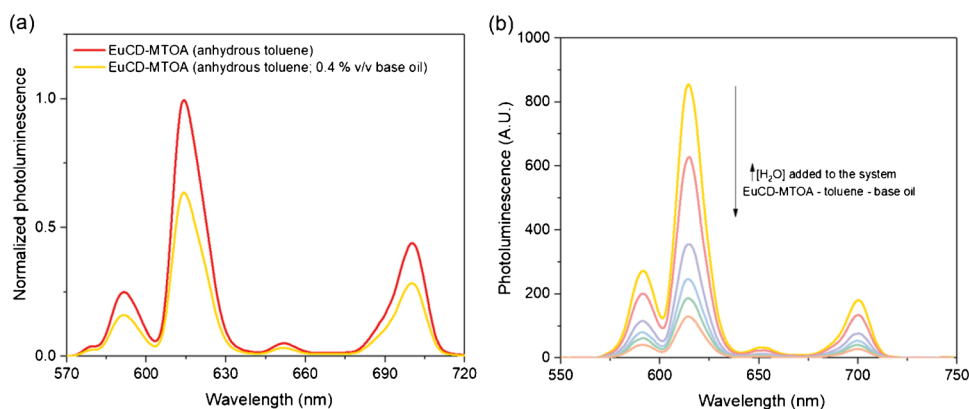 (a)
EuCD-MTOA (anhydrous toluene)
EuCD-MTOA (anhydrous toluene; 0.4 % v/v base oil)
Normalized photoluminescence
1.0
0.5
0.0
570
600
630
660
690
720
Wavelength (nm)
(b)
Photoluminescence (A.U.)
1000
800
600
400
200
0
↑[H₂O] added to the system
EuCD-MTOA - toluene - base oil
550
600
650
700
750
Wavelength (nm)